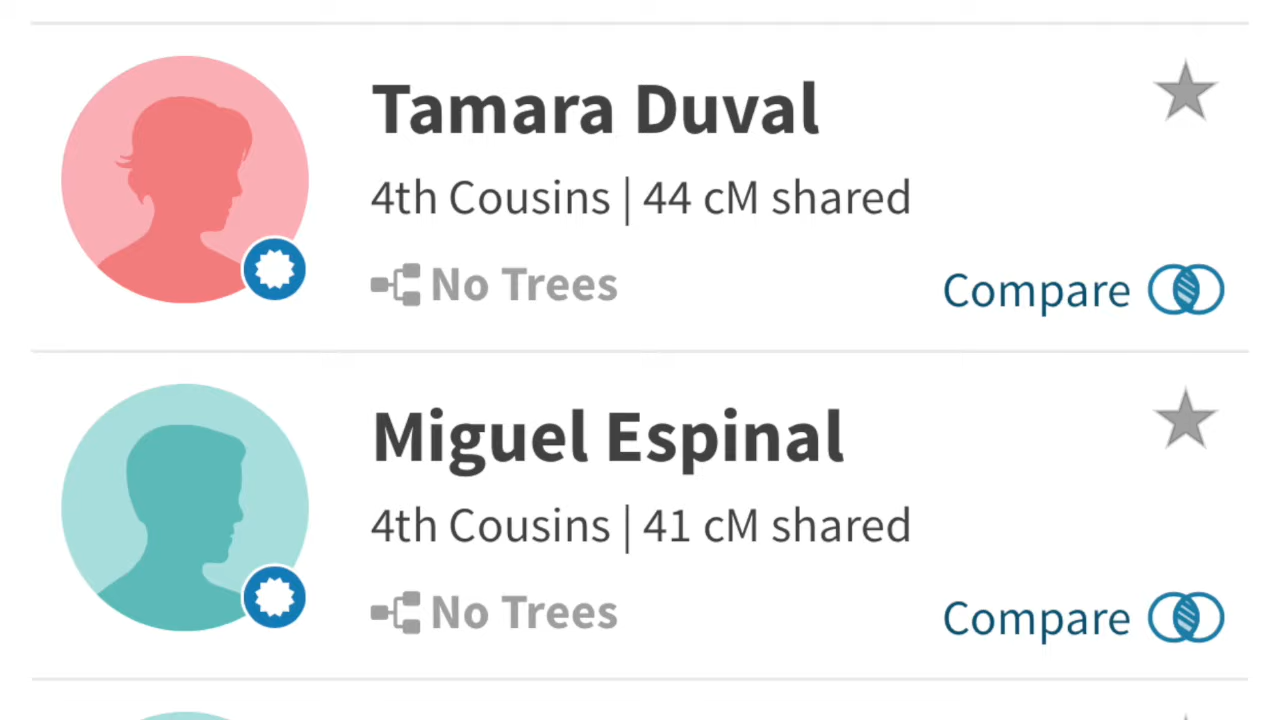 Tamara Duval
4th Cousins | 44 cM shared
No Trees
Compare
Miguel Espinal
4th Cousins | 41 cM shared
No Trees
Compare